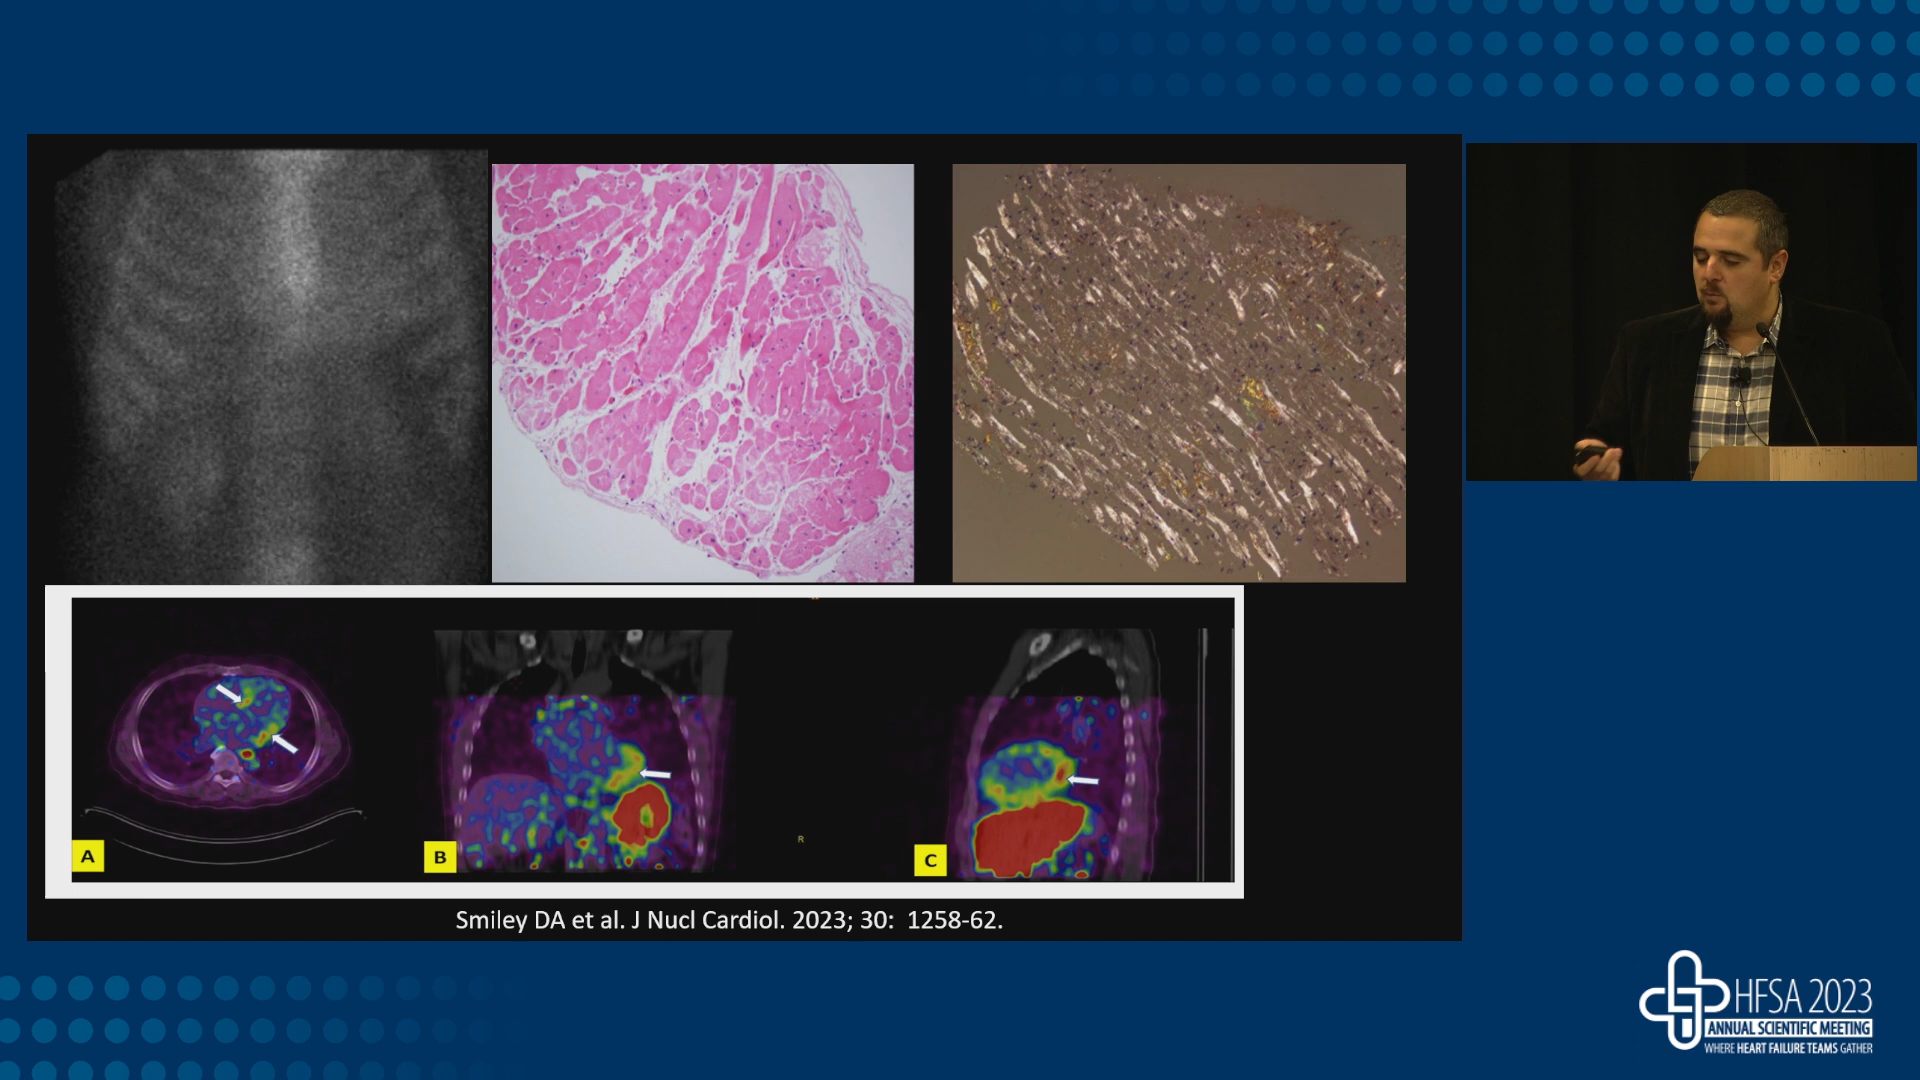 A
B
R
C
Smiley DA et al. J Nucl Cardiol. 2023; 30: 1258-62.
HFSA 2023
ANNUAL SCIENTIFIC MEETING
WHERE HEART FAILURE TEAMS GATHER